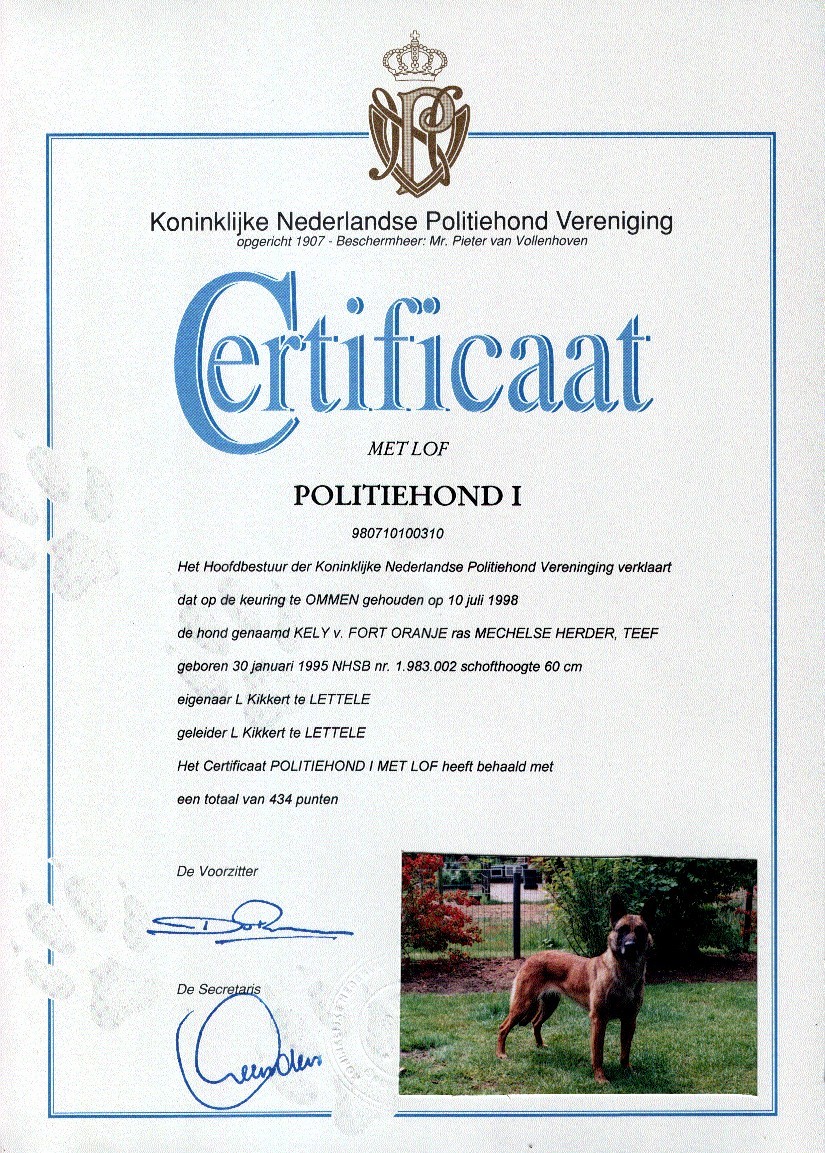 Koninklijke Nederlandse Politiehond Vereniging
opgericht 1907 - Beschermheer: Mr. Pieter van Vollenhoven
Certificaat
MET LOF
POLITIEHOND I
980710100310
Het Hoofdbestuur der Koninklijke Nederlandse Politiehond Vereninging verklaart
dat op de keuring te OMMEN gehouden op 10 juli 1998
de hond genaamd KELY v. FORT ORANJE ras MECHELSE HERDER, TEEF
geboren 30 januari 1995 NHSB nr. 1.983.002 schofthoogte 60 cm
eigenaar L Kikkert te LETTELE
geleider L Kikkert te LETTELE
Het Certificaat POLITIEHOND I MET LOF heeft behaald met
een totaal van 434 punten
De Voorzitter
De Secretaris